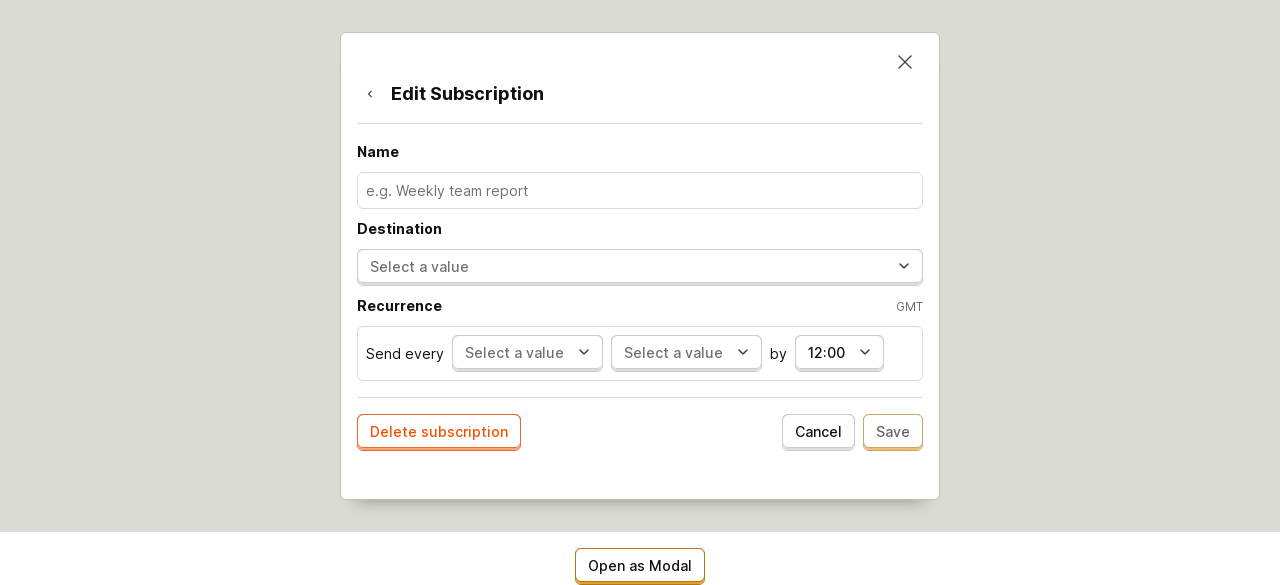 Edit Subscription
Name
e.g. Weekly team report
Destination
Select a value
Recurrence GMT
Send every Select a value Select a value by 12:00
Delete subscription Cancel Save
Open as Modal